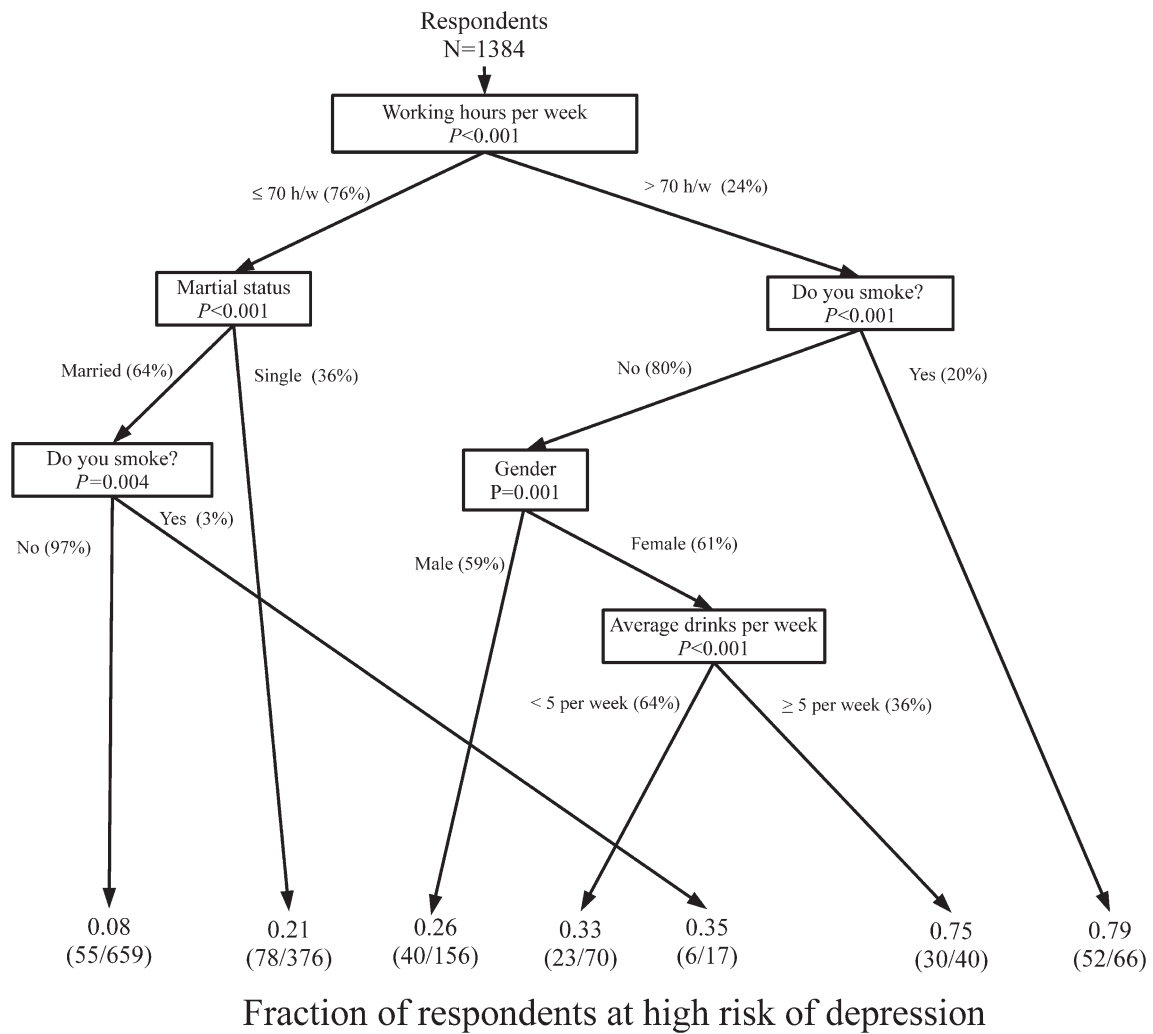 Respondents
N=1384
Working hours per week
P<0.001
≤ 70 h/w (76%)
> 70 h/w (24%)
Martial status
P<0.001
Do you smoke?
P<0.001
Married (64%)
Single (36%)
No (80%)
Yes (20%)
Do you smoke?
P=0.004
Gender
P=0.001
No (97%)
Yes (3%)
Male (59%)
Female (61%)
Average drinks per week
P<0.001
< 5 per week (64%)
≥ 5 per week (36%)
0.08
(55/659)
0.21
(78/376)
0.26
(40/156)
0.33
(23/70)
0.35
(6/17)
0.75
(30/40)
0.79
(52/66)
Fraction of respondents at high risk of depression